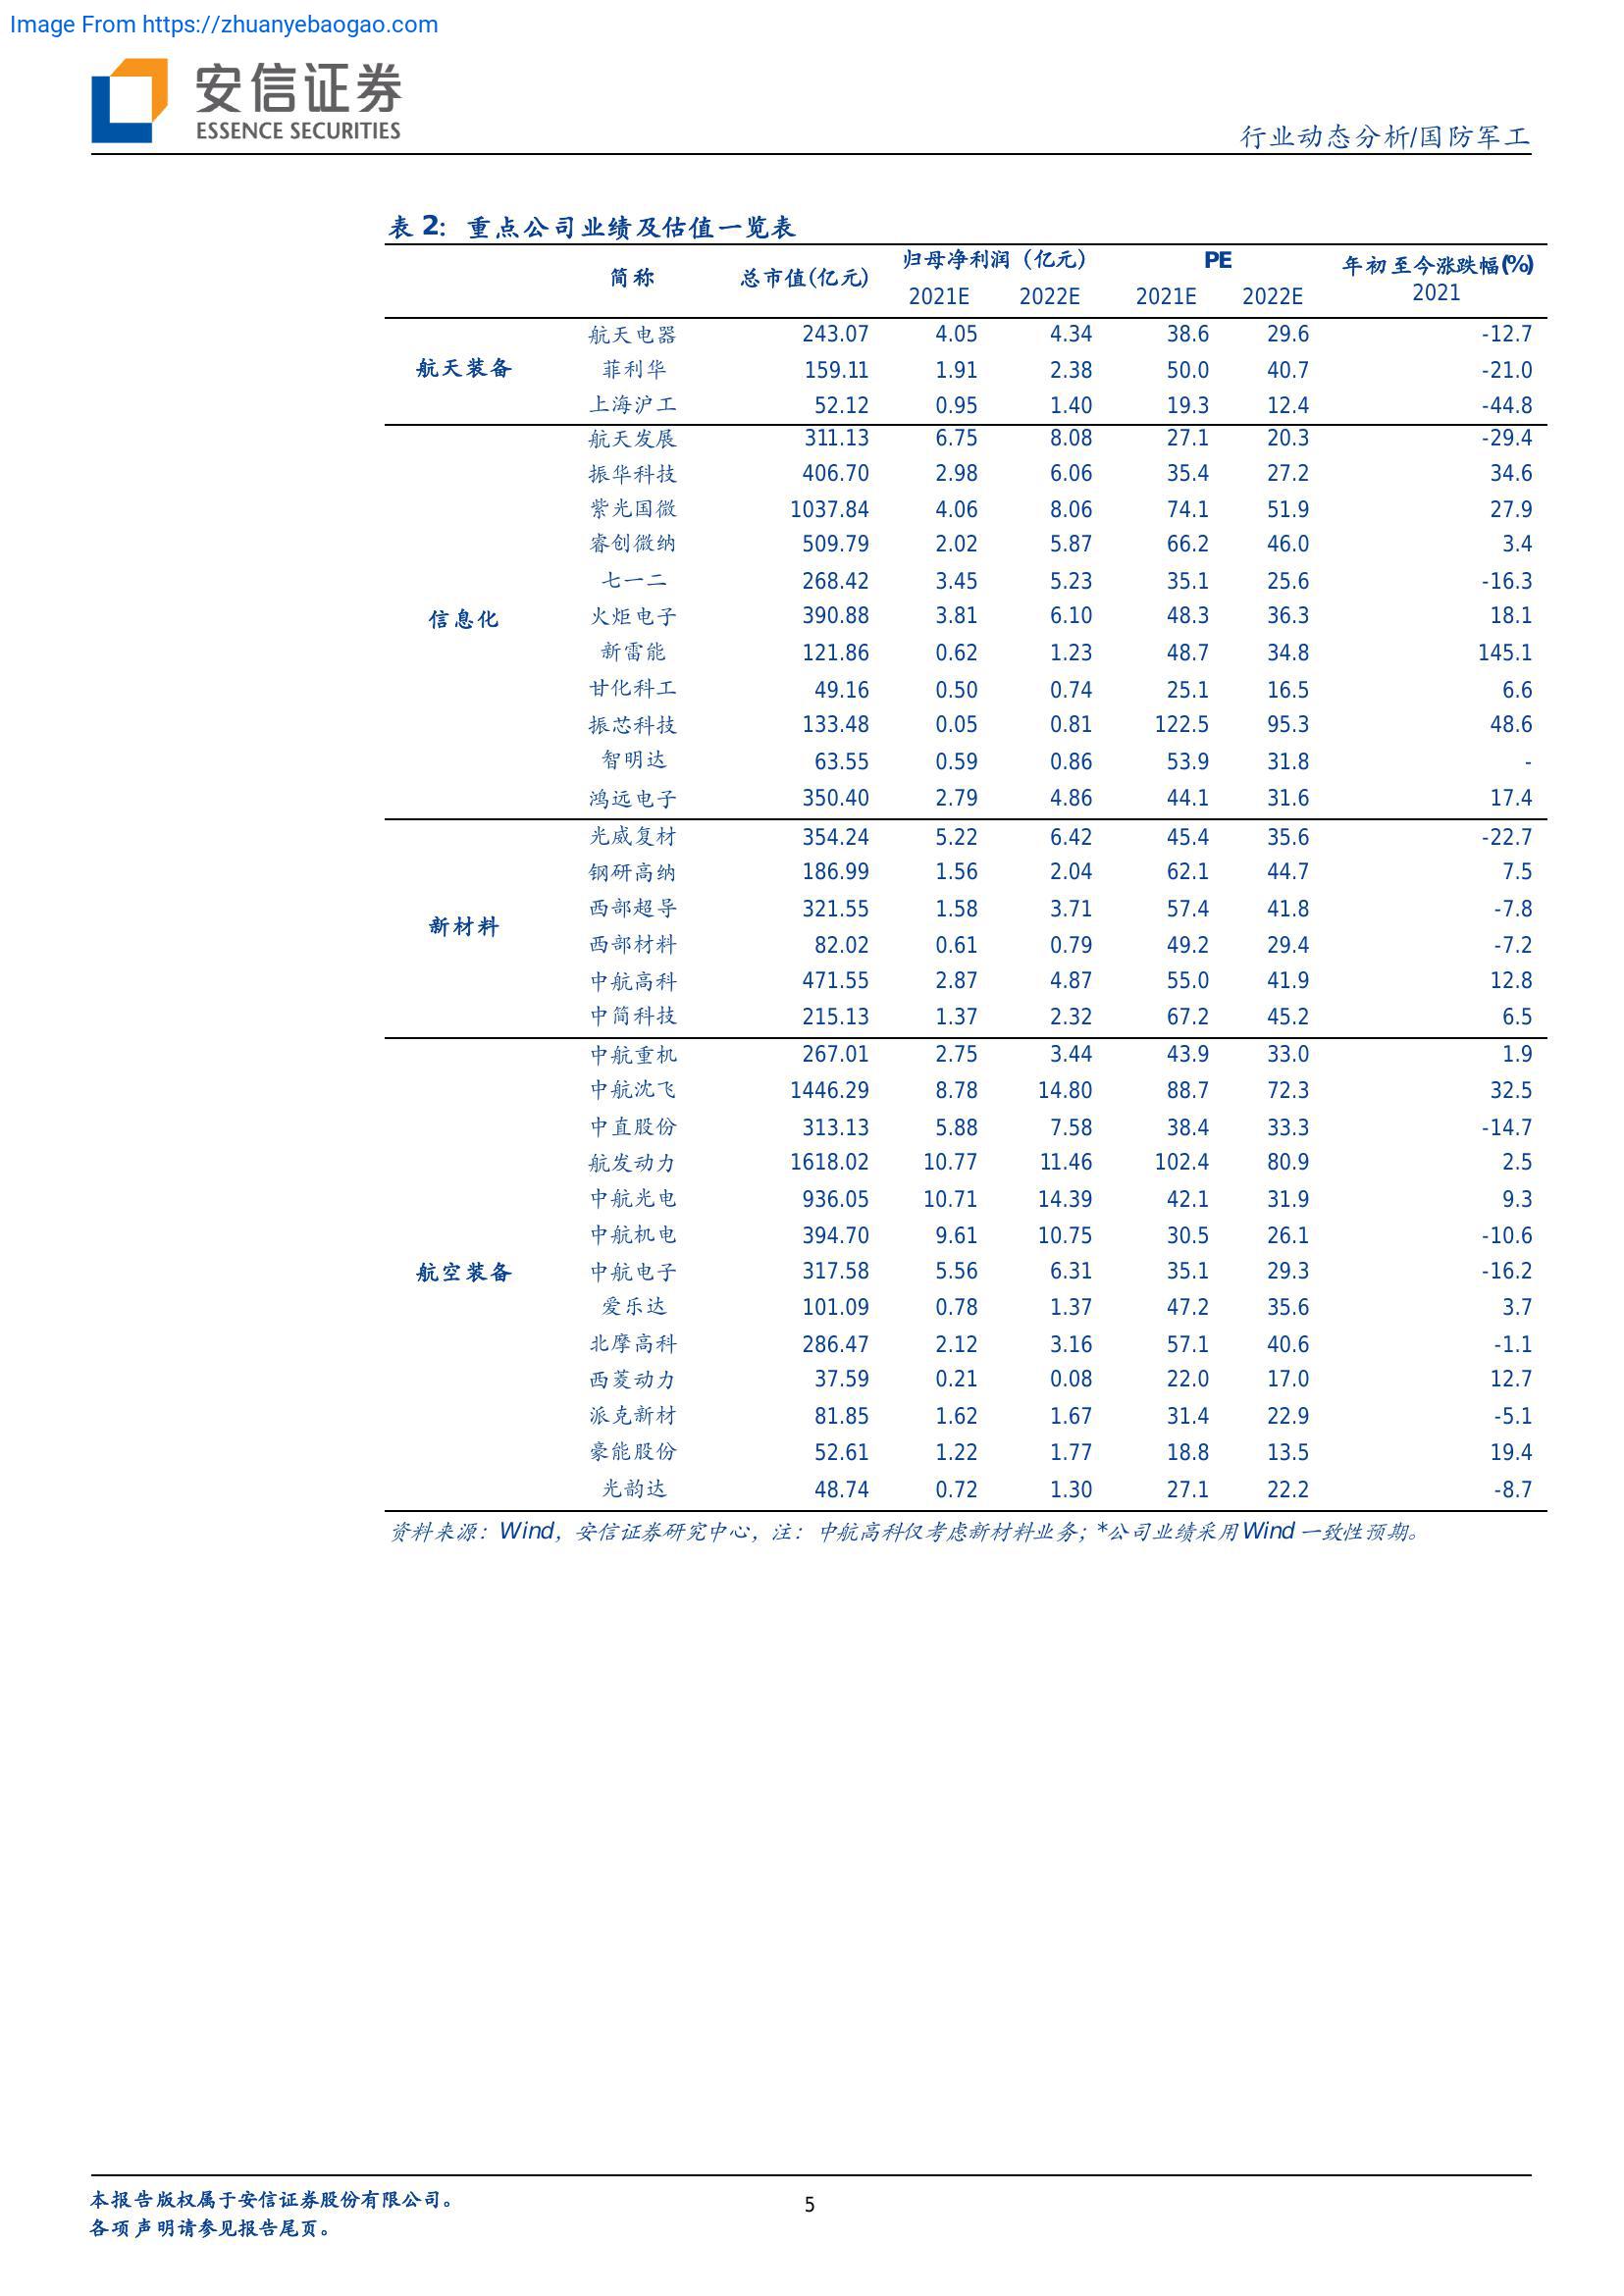 Image From https://zhuanyebaogao.com
安信证券
ESSENCE SECURITIES
行业动态分析/国防军工
表 2: 重点公司业绩及估值一览表
简称 总市值(亿元) 归母净利润（亿元） PE 年初至今涨跌幅(%)
2021E 2022E 2021E 2022E 2021
航天装备
航天电器 243.07 4.05 4.34 38.6 29.6 -12.7
菲利华 159.11 1.91 2.38 50.0 40.7 -21.0
上海沪工 52.12 0.95 1.40 19.3 12.4 -44.8
信息化
航天发展 311.13 6.75 8.08 27.1 20.3 -29.4
振华科技 406.70 2.98 6.06 35.4 27.2 34.6
紫光国微 1037.84 4.06 8.06 74.1 51.9 27.9
睿创微纳 509.79 2.02 5.87 66.2 46.0 3.4
七一二 268.42 3.45 5.23 35.1 25.6 -16.3
火炬电子 390.88 3.81 6.10 48.3 36.3 18.1
新雷能 121.86 0.62 1.23 48.7 34.8 145.1
甘化科工 49.16 0.50 0.74 25.1 16.5 6.6
振芯科技 133.48 0.05 0.81 122.5 95.3 48.6
智明达 63.55 0.59 0.86 53.9 31.8 -
鸿远电子 350.40 2.79 4.86 44.1 31.6 17.4
新材料
光威复材 354.24 5.22 6.42 45.4 35.6 -22.7
钢研高纳 186.99 1.56 2.04 62.1 44.7 7.5
西部超导 321.55 1.58 3.71 57.4 41.8 -7.8
西部材料 82.02 0.61 0.79 49.2 29.4 -7.2
中航高科 471.55 2.87 4.87 55.0 41.9 12.8
中简科技 215.13 1.37 2.32 67.2 45.2 6.5
航空装备
中航重机 267.01 2.75 3.44 43.9 33.0 1.9
中航沈飞 1446.29 8.78 14.80 88.7 72.3 32.5
中直股份 313.13 5.88 7.58 38.4 33.3 -14.7
航发动力 1618.02 10.77 11.46 102.4 80.9 2.5
中航光电 936.05 10.71 14.39 42.1 31.9 9.3
中航机电 394.70 9.61 10.75 30.5 26.1 -10.6
中航电子 317.58 5.56 6.31 35.1 29.3 -16.2
爱乐达 101.09 0.78 1.37 47.2 35.6 3.7
北摩高科 286.47 2.12 3.16 57.1 40.6 -1.1
西菱动力 37.59 0.21 0.08 22.0 17.0 12.7
派克新材 81.85 1.62 1.67 31.4 22.9 -5.1
豪能股份 52.61 1.22 1.77 18.8 13.5 19.4
光韵达 48.74 0.72 1.30 27.1 22.2 -8.7
资料来源：Wind，安信证券研究中心，注：中航高科仅考虑新材料业务；*公司业绩采用 Wind 一致性预期。
本报告版权属于安信证券股份有限公司。
各项声明请参见报告尾页。
5